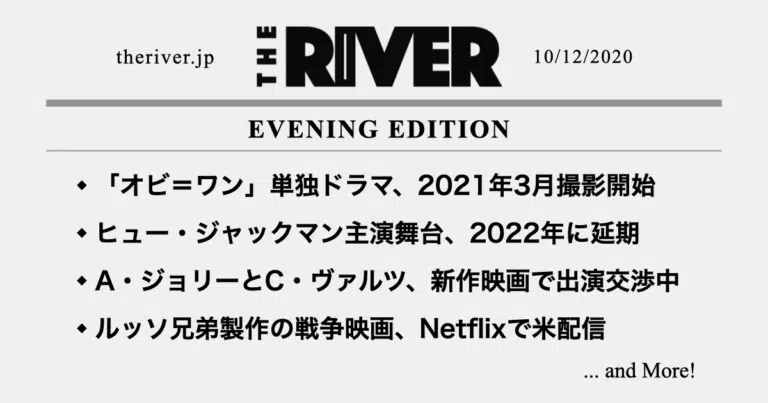 theriver.jp
THE RIVER
10/12/2020
EVENING EDITION
◆ 「オビ=ワン」単独ドラマ、2021年3月撮影開始
◆ ヒュー・ジャックマン主演舞台、2022年に延期
◆ A・ジョリーとC・ヴァルツ、新作映画で出演交渉中
◆ ルッソ兄弟製作の戦争映画、Netflixで米配信
... and More!